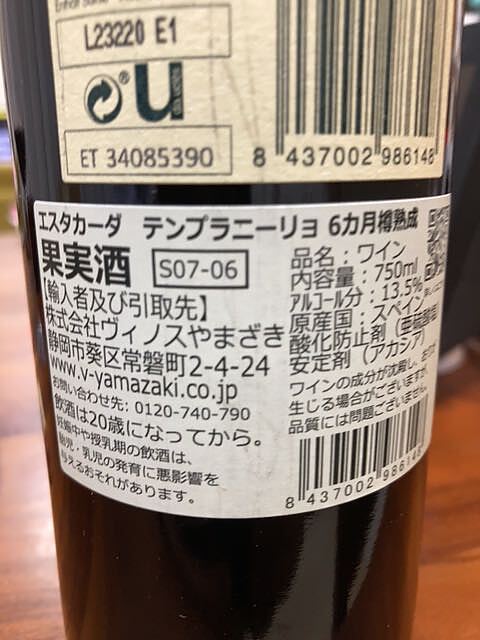 L23220 E1
u
ET 34085390
8 437002 986148
エスタカーダ テンプラニーリョ 6カ月樽熟成
果実酒 S07-06
【輸入者及び引取先】
株式会社ヴィノスやまざき
静岡市葵区常磐町2-4-24
www.v-yamazaki.co.jp
お問い合わせ先: 0120-740-790
飲酒は20歳になってから。
妊娠中や授乳期の飲酒は、
胎児・乳児の発育に悪影響を
与えるおそれがあります。
品名：ワイン
内容量：750ml
アルコール分：13.5%
原産国：スペイン
酸化防止剤（亜硫酸塩）
安定剤（アカシア）
ワインの成分が沈殿し、
生じる場合がございますが、
品質には問題ございません。
8 437002 986148